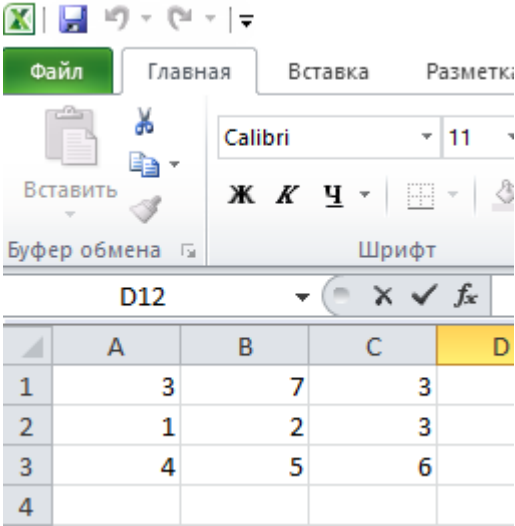 Файл Главная Вставка Разметка
Вставить
Calibri 11
Ж К Ч
Буфер обмена Шрифт
D12 fx
A B C D
1 3 7 3
2 1 2 3
3 4 5 6
4